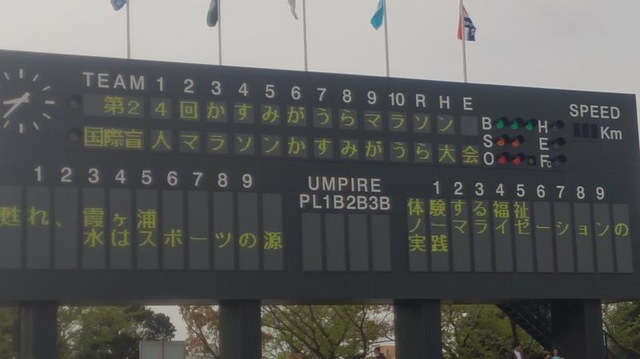 TEAM 1 2 3 4 5 6 7 8 9 10 R H E
第24回かすみがうらマラソン
国際盲人マラソンかすみがうら大会
B H
S E
O Fc
SPEED
Km
1 2 3 4 5 6 7 8 9
甦れ、霞ヶ浦
水はスポーツの源
UMPIRE
PL1B2B3B
1 2 3 4 5 6 7 8 9
体験する福祉
ノーマライゼーションの
実践